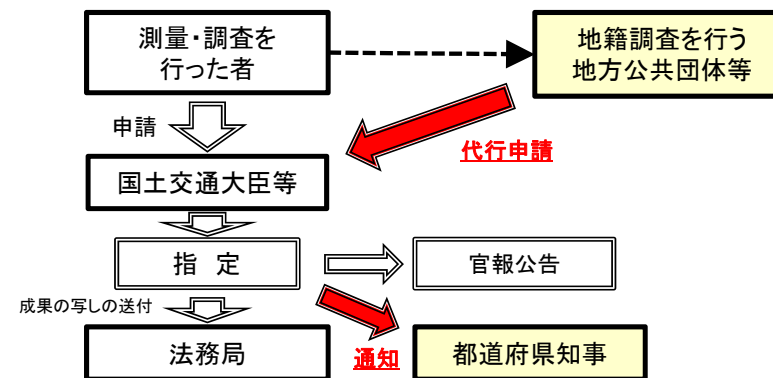 測量・調査を
行った者
地籍調査を行う
地方公共団体等
申請
代行申請
国土交通大臣等
指　定
官報公告
成果の写しの送付
法務局
通知
都道府県知事